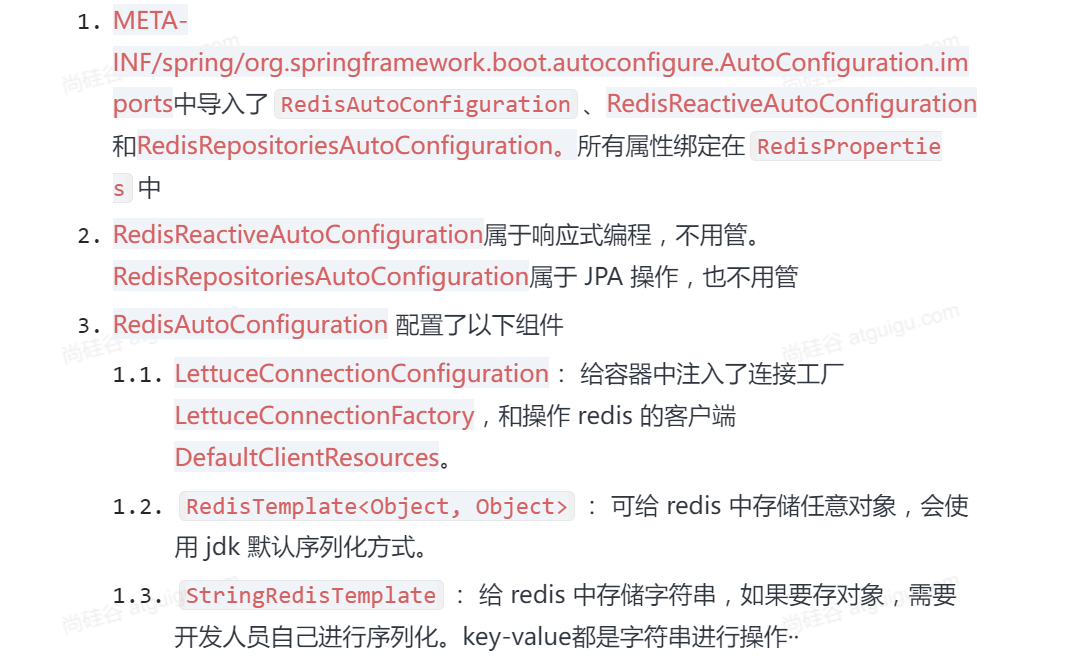 1. META-
INF/spring/org.springframework.boot.autoconfigure.AutoConfiguration.im
ports中导入了 RedisAutoConfiguration 、RedisReactiveAutoConfiguration
和RedisRepositoriesAutoConfiguration。所有属性绑定在 RedisPropertie
s 中
2. RedisReactiveAutoConfiguration属于响应式编程，不用管。
RedisRepositoriesAutoConfiguration属于 JPA 操作，也不用管
3. RedisAutoConfiguration 配置了以下组件
1.1. LettuceConnectionConfiguration： 给容器中注入了连接工厂
LettuceConnectionFactory，和操作 redis 的客户端
DefaultClientResources。
1.2. RedisTemplate<Object, Object> ： 可给 redis 中存储任意对象，会使
用 jdk 默认序列化方式。
1.3. StringRedisTemplate ： 给 redis 中存储字符串，如果要存对象，需要
开发人员自己进行序列化。key-value都是字符串进行操作··
尚硅谷 atguigu.com